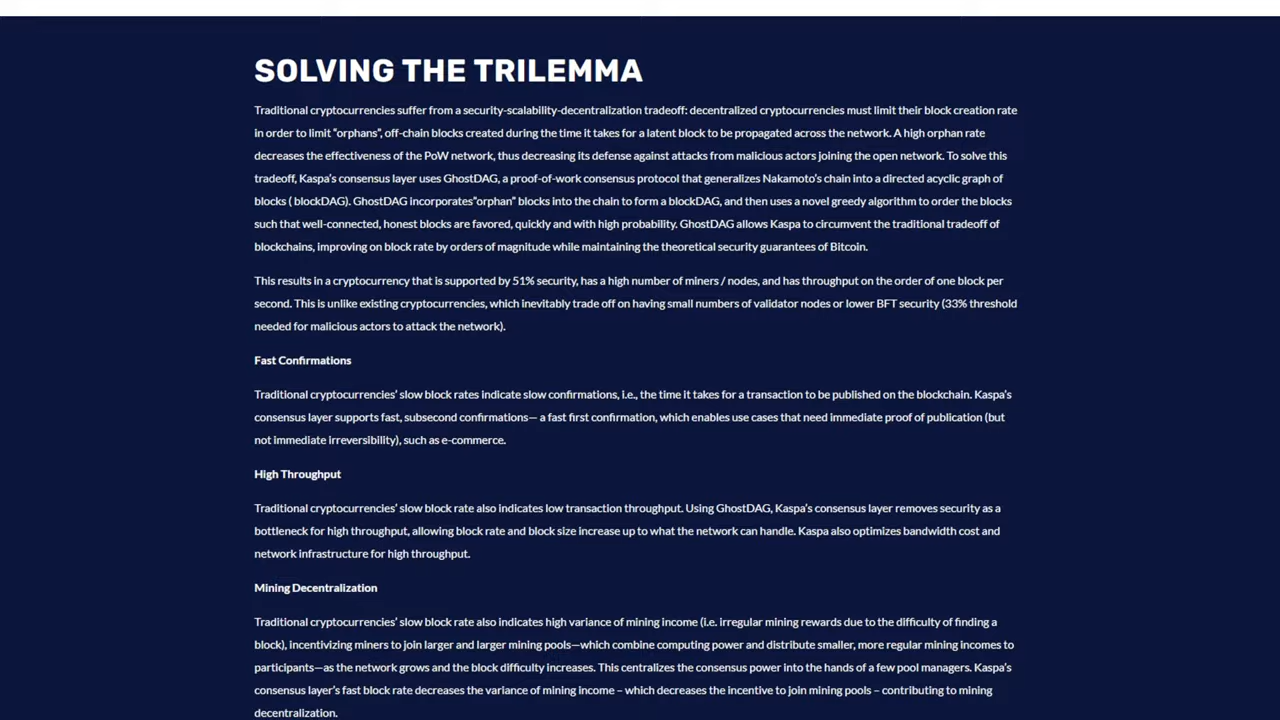 SOLVING THE TRILEMMA
Traditional cryptocurrencies suffer from a security-scalability-decentralization tradeoff: decentralized cryptocurrencies must limit their block creation rate
in order to limit “orphans”, off-chain blocks created during the time it takes for a latent block to be propagated across the network. A high orphan rate
decreases the effectiveness of the PoW network, thus decreasing its defense against attacks from malicious actors joining the open network. To solve this
tradeoff, Kaspa’s consensus layer uses GhostDAG, a proof-of-work consensus protocol that generalizes Nakamoto’s chain into a directed acyclic graph of
blocks ( blockDAG). GhostDAG incorporates”orphan” blocks into the chain to form a blockDAG, and then uses a novel greedy algorithm to order the blocks
such that well-connected, honest blocks are favored, quickly and with high probability. GhostDAG allows Kaspa to circumvent the traditional tradeoff of
blockchains, improving on block rate by orders of magnitude while maintaining the theoretical security guarantees of Bitcoin.
This results in a cryptocurrency that is supported by 51% security, has a high number of miners / nodes, and has throughput on the order of one block per
second. This is unlike existing cryptocurrencies, which inevitably trade off on having small numbers of validator nodes or lower BFT security (33% threshold
needed for malicious actors to attack the network).
Fast Confirmations
Traditional cryptocurrencies’ slow block rates indicate slow confirmations, i.e., the time it takes for a transaction to be published on the blockchain. Kaspa’s
consensus layer supports fast, subsecond confirmations— a fast first confirmation, which enables use cases that need immediate proof of publication (but
not immediate irreversibility), such as e-commerce.
High Throughput
Traditional cryptocurrencies’ slow block rate also indicates low transaction throughput. Using GhostDAG, Kaspa’s consensus layer removes security as a
bottleneck for high throughput, allowing block rate and block size increase up to what the network can handle. Kaspa also optimizes bandwidth cost and
network infrastructure for high throughput.
Mining Decentralization
Traditional cryptocurrencies’ slow block rate also indicates high variance of mining income (i.e. irregular mining rewards due to the difficulty of finding a
block), incentivizing miners to join larger and larger mining pools—which combine computing power and distribute smaller, more regular mining incomes to
participants—as the network grows and the block difficulty increases. This centralizes the consensus power into the hands of a few pool managers. Kaspa’s
consensus layer’s fast block rate decreases the variance of mining income – which decreases the incentive to join mining pools – contributing to mining
decentralization.